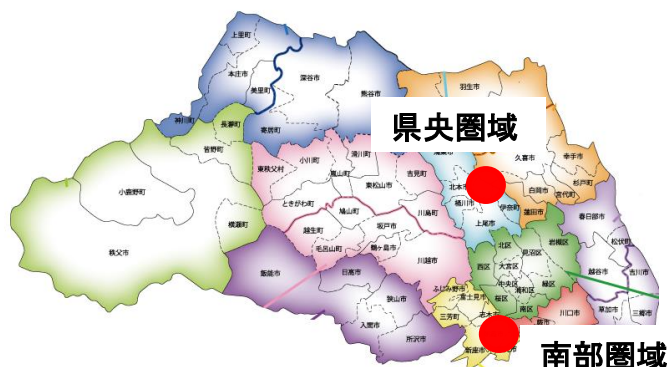 上里町
本庄市
美里町
神川町
深谷市
熊谷市
寄居町
羽生市
県央圏域
長瀞町
皆野町
小鹿野町
秩父市
横瀬町
東秩父村
小川町
滑川町
嵐山町
吉見町
東松山市
ときがわ町
鳩山町
川島町
越生町
坂戸市
毛呂山町
鶴ヶ島市
川越市
北本市
桶川市
伊奈町
上尾市
久喜市
幸手市
杉戸町
白岡市
宮代町
蓮田市
春日部市
松伏町
越谷市
吉川市
草加市
三郷市
北区
岩槻区
見沼区
西区
大宮区
中央区
緑区
浦和区
桜区
南区
飯能市
日高市
狭山市
入間市
所沢市
ふじみ野市
富士見市
三芳町
志木市
新座市
川口市
蕨市
南部圏域